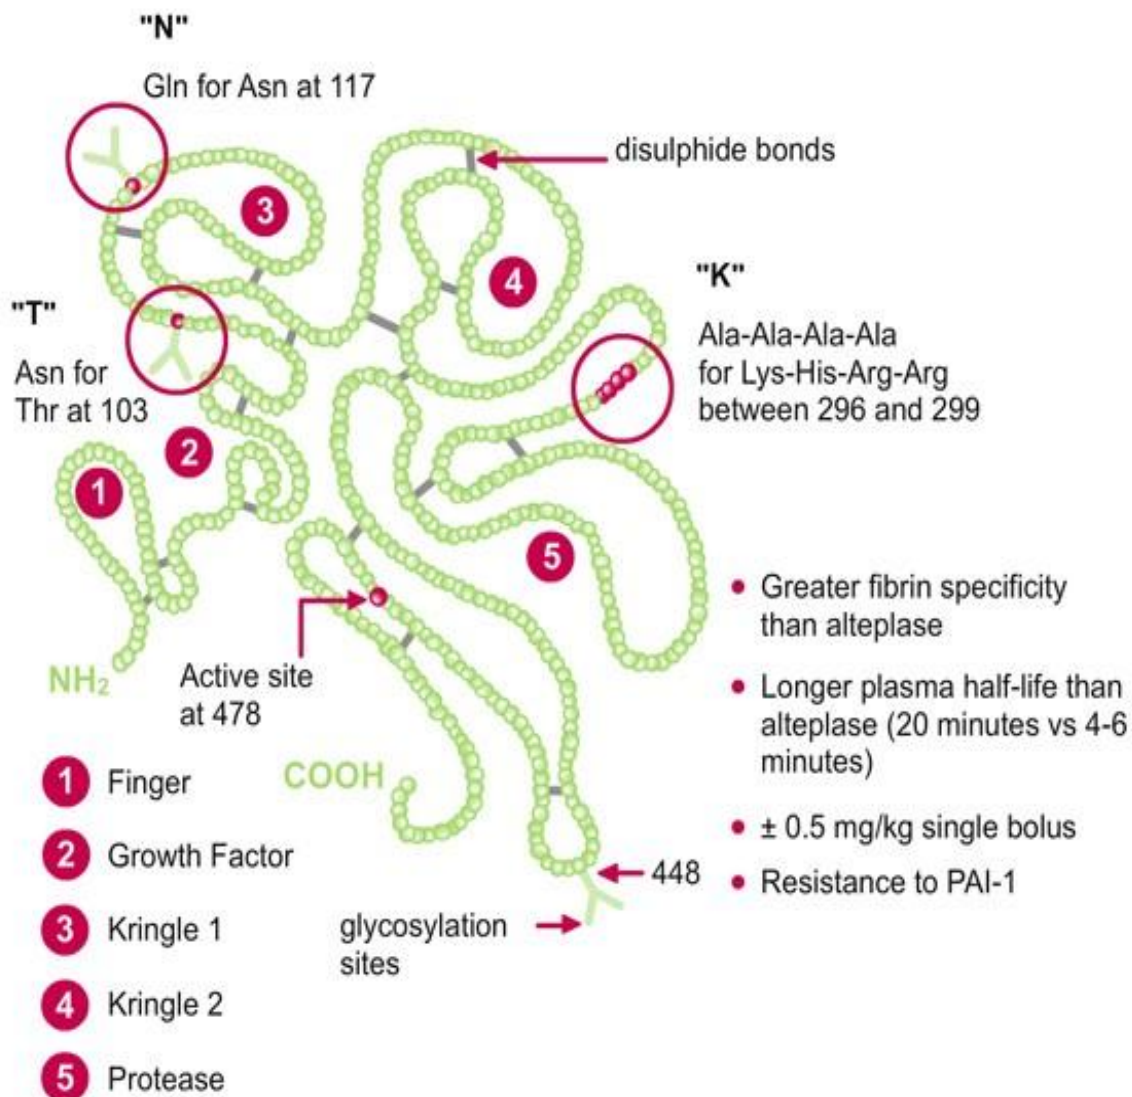 "N"
Gln for Asn at 117
disulphide bonds
3
4
"K"
Ala-Ala-Ala-Ala
for Lys-His-Arg-Arg
between 296 and 299
"T"
Asn for
Thr at 103
2
1
5
NH₂
Active site
at 478
COOH
448
glycosylation
sites
• Greater fibrin specificity
than alteplase
• Longer plasma half-life than
alteplase (20 minutes vs 4-6
minutes)
• ± 0.5 mg/kg single bolus
• Resistance to PAI-1
1 Finger
2 Growth Factor
3 Kringle 1
4 Kringle 2
5 Protease